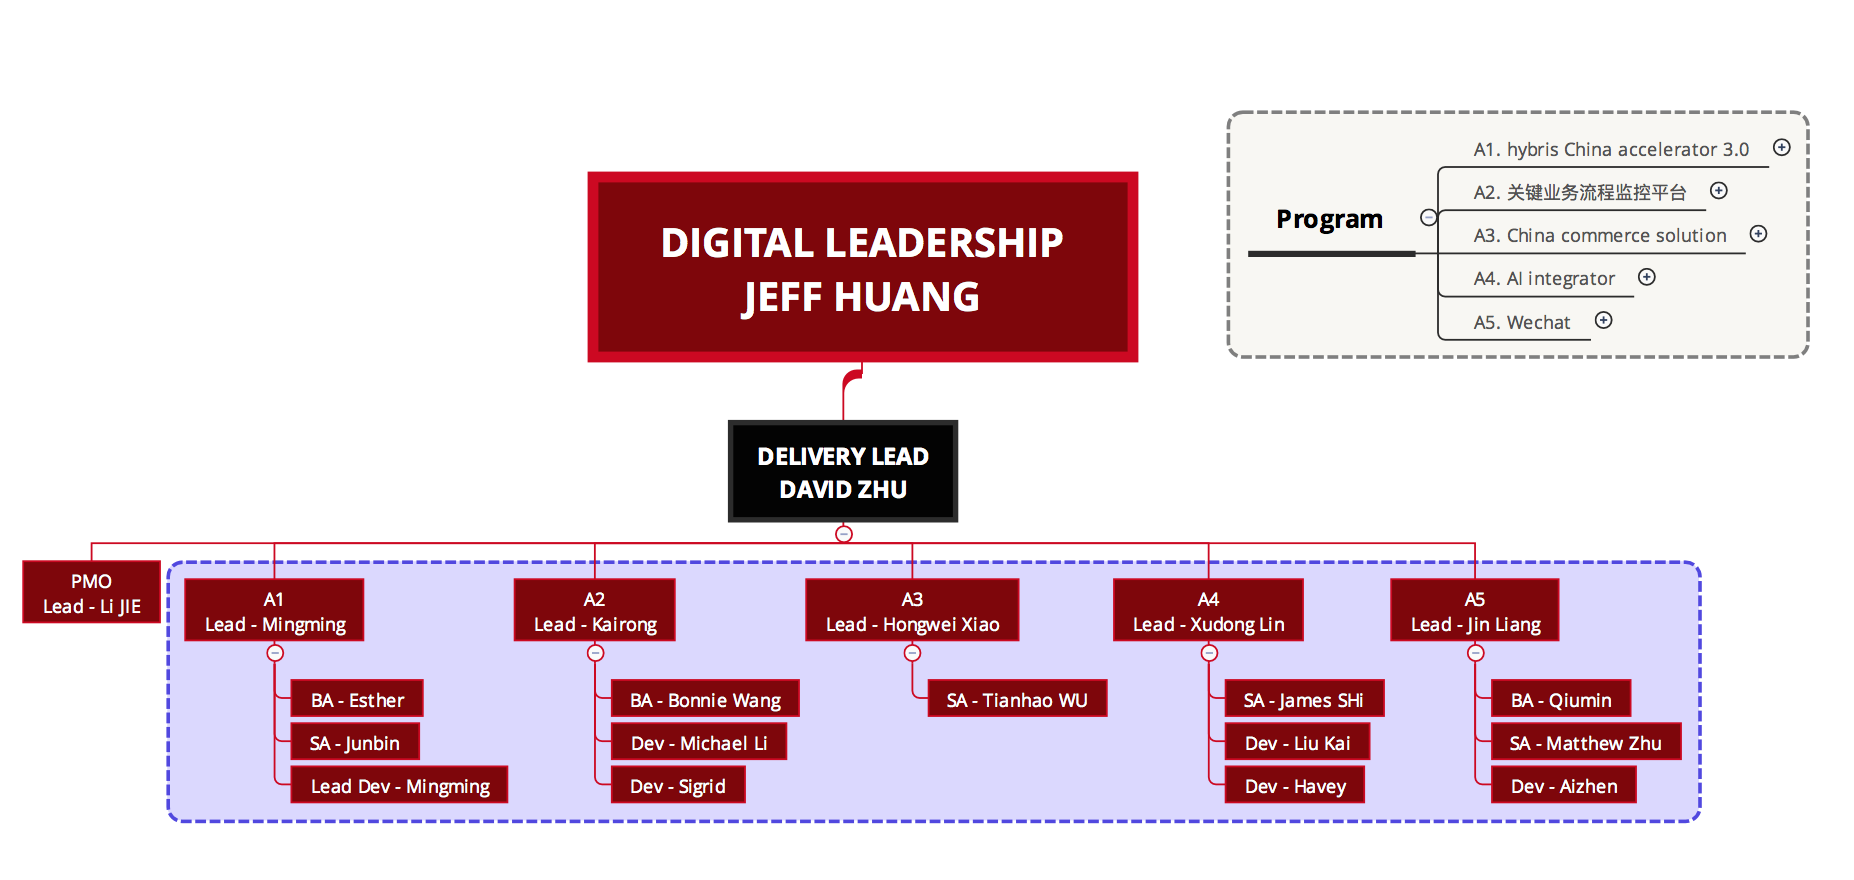 DIGITAL LEADERSHIP
JEFF HUANG
Program
A1. hybris China accelerator 3.0
A2. 关键业务流程监控平台
A3. China commerce solution
A4. AI integrator
A5. Wechat
DELIVERY LEAD
DAVID ZHU
PMO
Lead - Li JIE
A1
Lead - Mingming
BA - Esther
SA - Junbin
Lead Dev - Mingming
A2
Lead - Kairong
BA - Bonnie Wang
Dev - Michael Li
Dev - Sigrid
A3
Lead - Hongwei Xiao
SA - Tianhao WU
A4
Lead - Xudong Lin
SA - James SHi
Dev - Liu Kai
Dev - Havey
A5
Lead - Jin Liang
BA - Qiumin
SA - Matthew Zhu
Dev - Aizhen